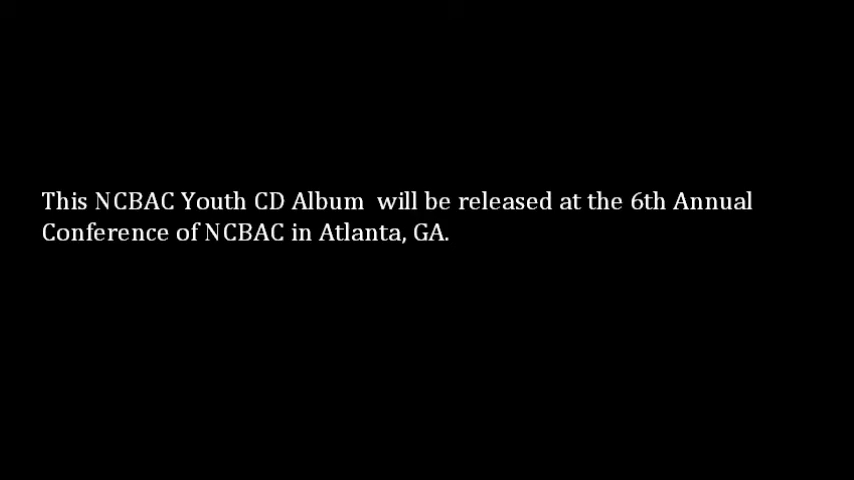 This NCBAC Youth CD Album  will be released at the 6th Annual
Conference of NCBAC in Atlanta, GA.